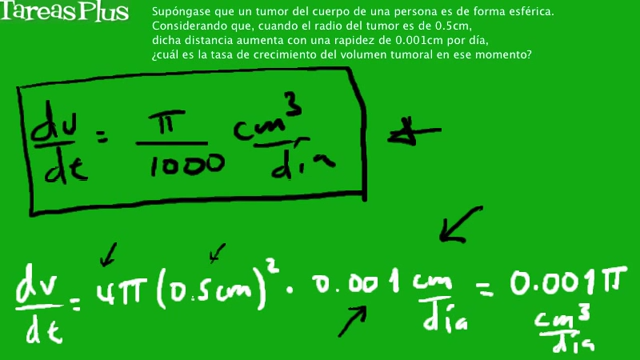 TareasPlus
Supóngase que un tumor del cuerpo de una persona es de forma esférica.
Considerando que, cuando el radio del tumor es de 0.5cm,
dicha distancia aumenta con una rapidez de 0.001cm por día,
¿cuál es la tasa de crecimiento del volumen tumoral en ese momento?
dv/dt = π/1000 cm³/día
dv/dt = 4π(0.5cm)² · 0.001 cm/día = 0.001π cm³/día